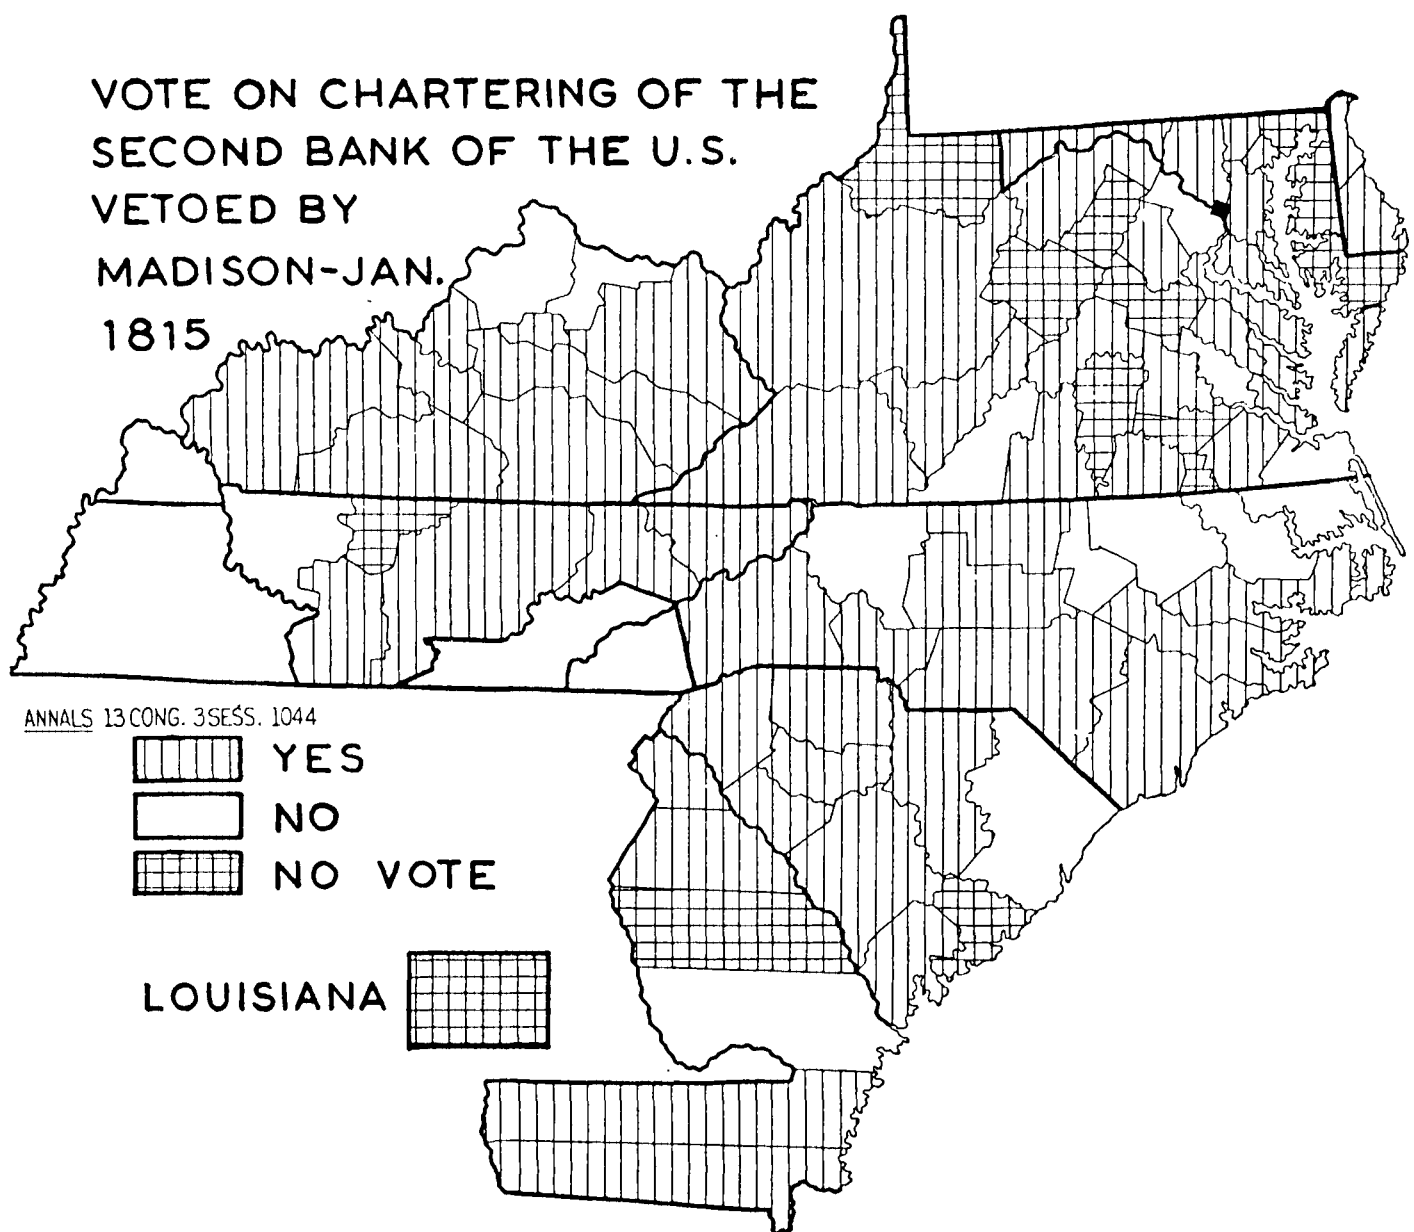 VOTE ON CHARTERING OF THE
SECOND BANK OF THE U.S.
VETOED BY
MADISON-JAN.
1815
ANNALS 13 CONG. 3 SESS. 1044
YES
NO
NO VOTE
LOUISIANA